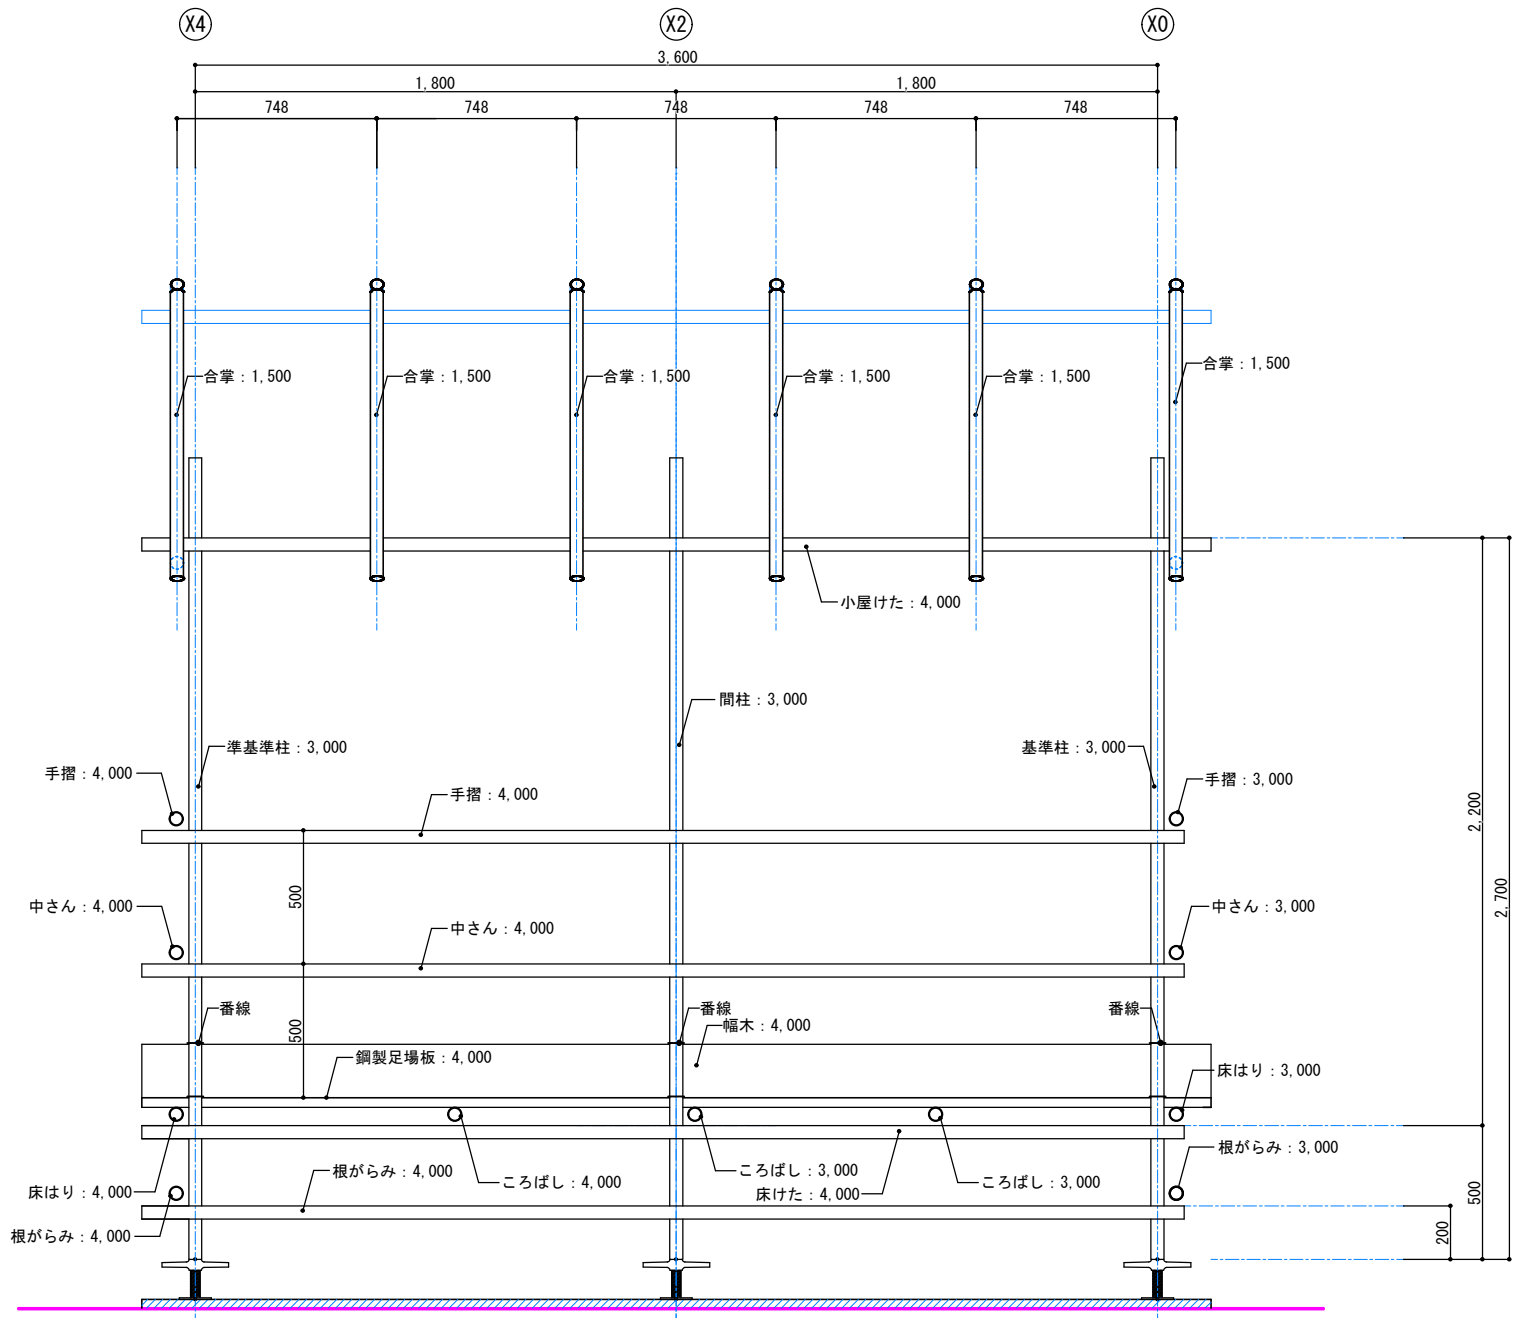 X4
X2
X0
3,600
1,800
1,800
748
748
748
748
748
合掌：1,500
合掌：1,500
合掌：1,500
合掌：1,500
合掌：1,500
合掌：1,500
小屋けた：4,000
間柱：3,000
準基準柱：3,000
基準柱：3,000
手摺：4,000
手摺：4,000
手摺：3,000
2,200
2,700
500
中さん：4,000
中さん：4,000
中さん：3,000
番線
番線
番線
幅木：4,000
500
鋼製足場板：4,000
床はり：3,000
根がらみ：3,000
根がらみ：4,000
ころばし：4,000
ころばし：3,000
ころばし：3,000
床けた：4,000
床はり：4,000
根がらみ：4,000
500
200